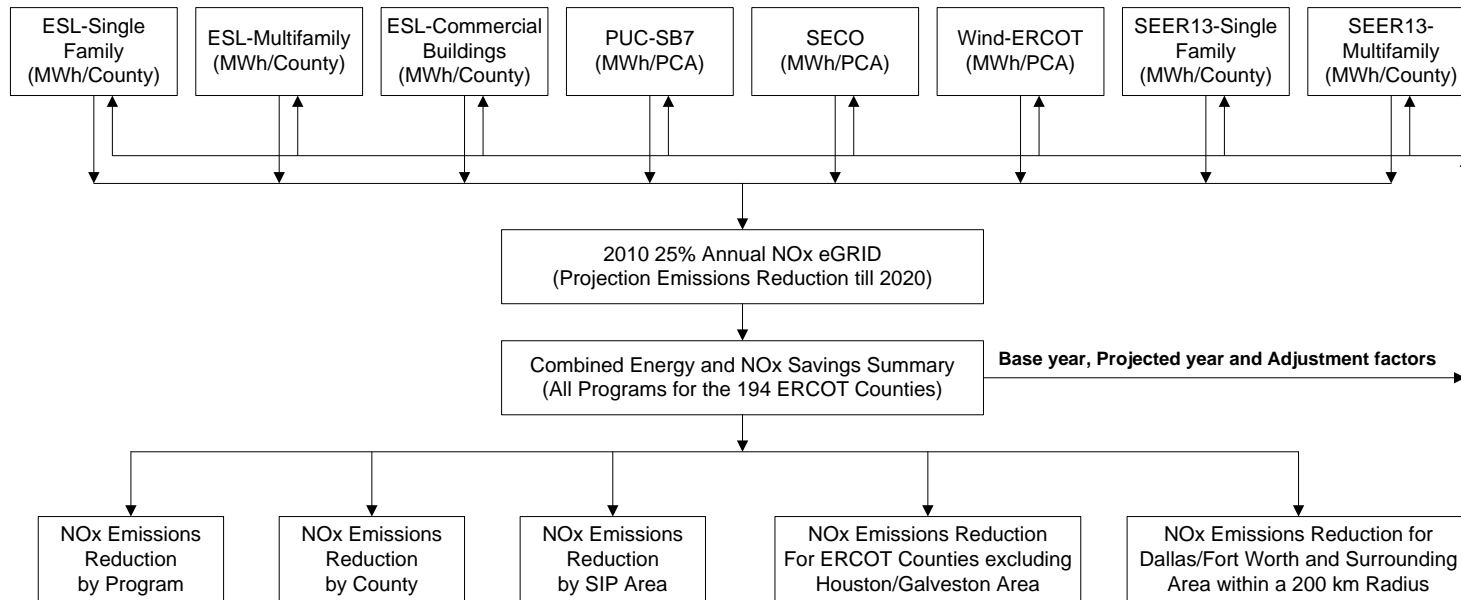 ESL-Single
Family
(MWh/County)
ESL-Multifamily
(MWh/County)
ESL-Commercial
Buildings
(MWh/County)
PUC-SB7
(MWh/PCA)
SECO
(MWh/PCA)
Wind-ERCOT
(MWh/PCA)
SEER13-Single
Family
(MWh/County)
SEER13-
Multifamily
(MWh/County)
2010 25% Annual NOx eGRID
(Projection Emissions Reduction till 2020)
Combined Energy and NOx Savings Summary
(All Programs for the 194 ERCOT Counties)
Base year, Projected year and Adjustment factors
NOx Emissions
Reduction
by Program
NOx Emissions
Reduction
by County
NOx Emissions
Reduction
by SIP Area
NOx Emissions Reduction
For ERCOT Counties excluding
Houston/Galveston Area
NOx Emissions Reduction for
Dallas/Fort Worth and Surrounding
Area within a 200 km Radius